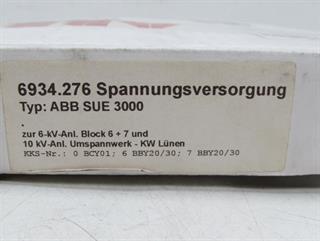 6934.276 Spannungsversorgung
Typ: ABB SUE 3000
.
zur 6-kV-Anl. Block 6 + 7 und
10 kV-Anl. Umspannwerk - KW Lünen
KKS-Nr.: 0 BCY01; 6 BBY20/30; 7 BBY20/30